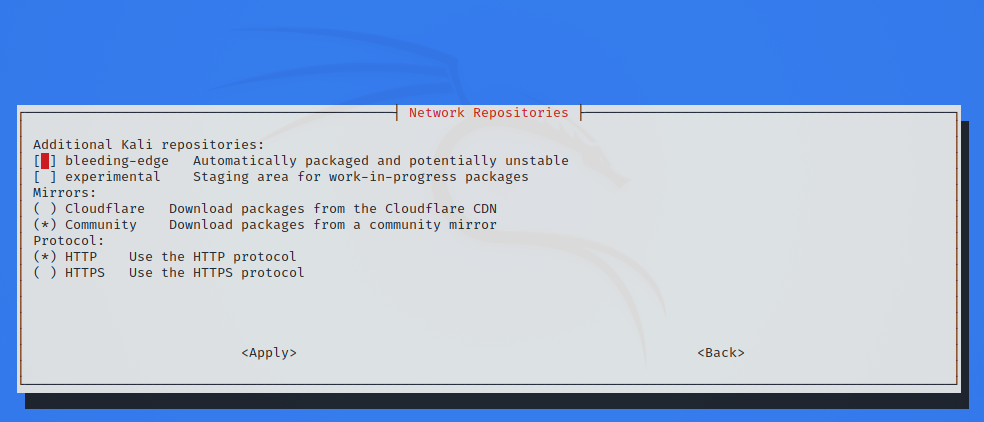 Network Repositories
Additional Kali repositories:
[ ] bleeding-edge   Automatically packaged and potentially unstable
[ ] experimental    Staging area for work-in-progress packages
Mirrors:
( ) Cloudflare   Download packages from the Cloudflare CDN
(*) Community    Download packages from a community mirror
Protocol:
(*) HTTP    Use the HTTP protocol
( ) HTTPS   Use the HTTPS protocol
<Apply> <Back>